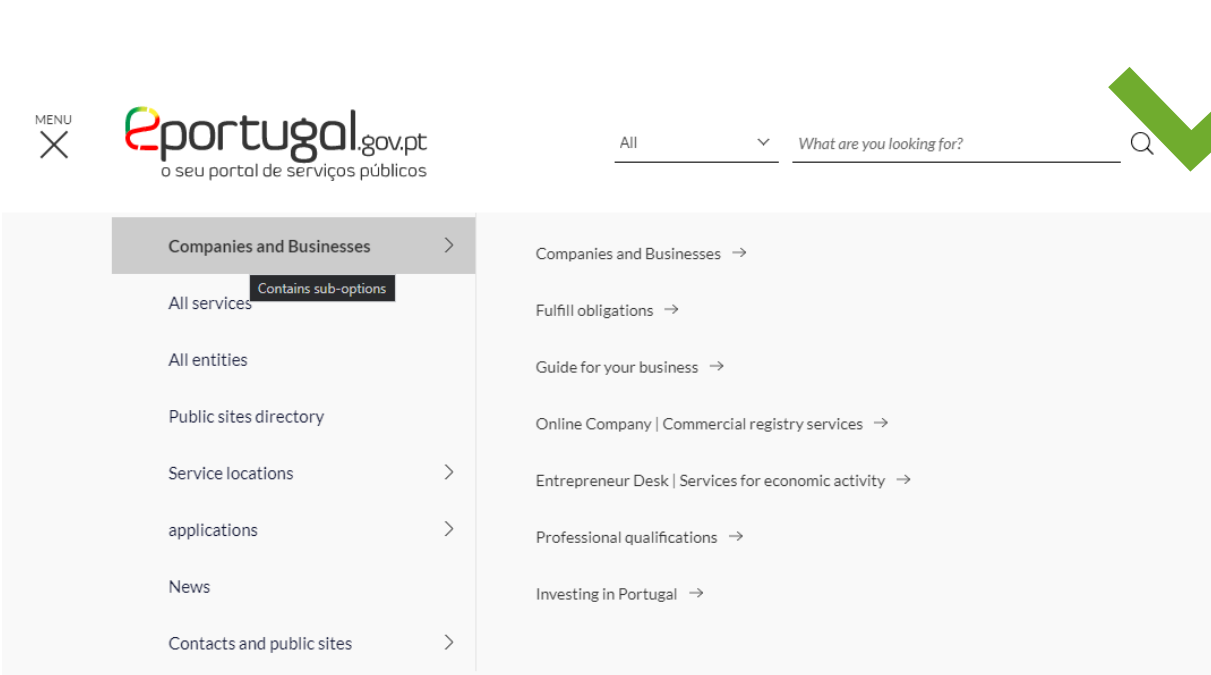 MENU
eportugal.gov.pt
o seu portal de serviços públicos
All
What are you looking for?
Companies and Businesses
Contains sub-options
All services
All entities
Public sites directory
Service locations
applications
News
Contacts and public sites
Companies and Businesses
Fulfill obligations
Guide for your business
Online Company | Commercial registry services
Entrepreneur Desk | Services for economic activity
Professional qualifications
Investing in Portugal